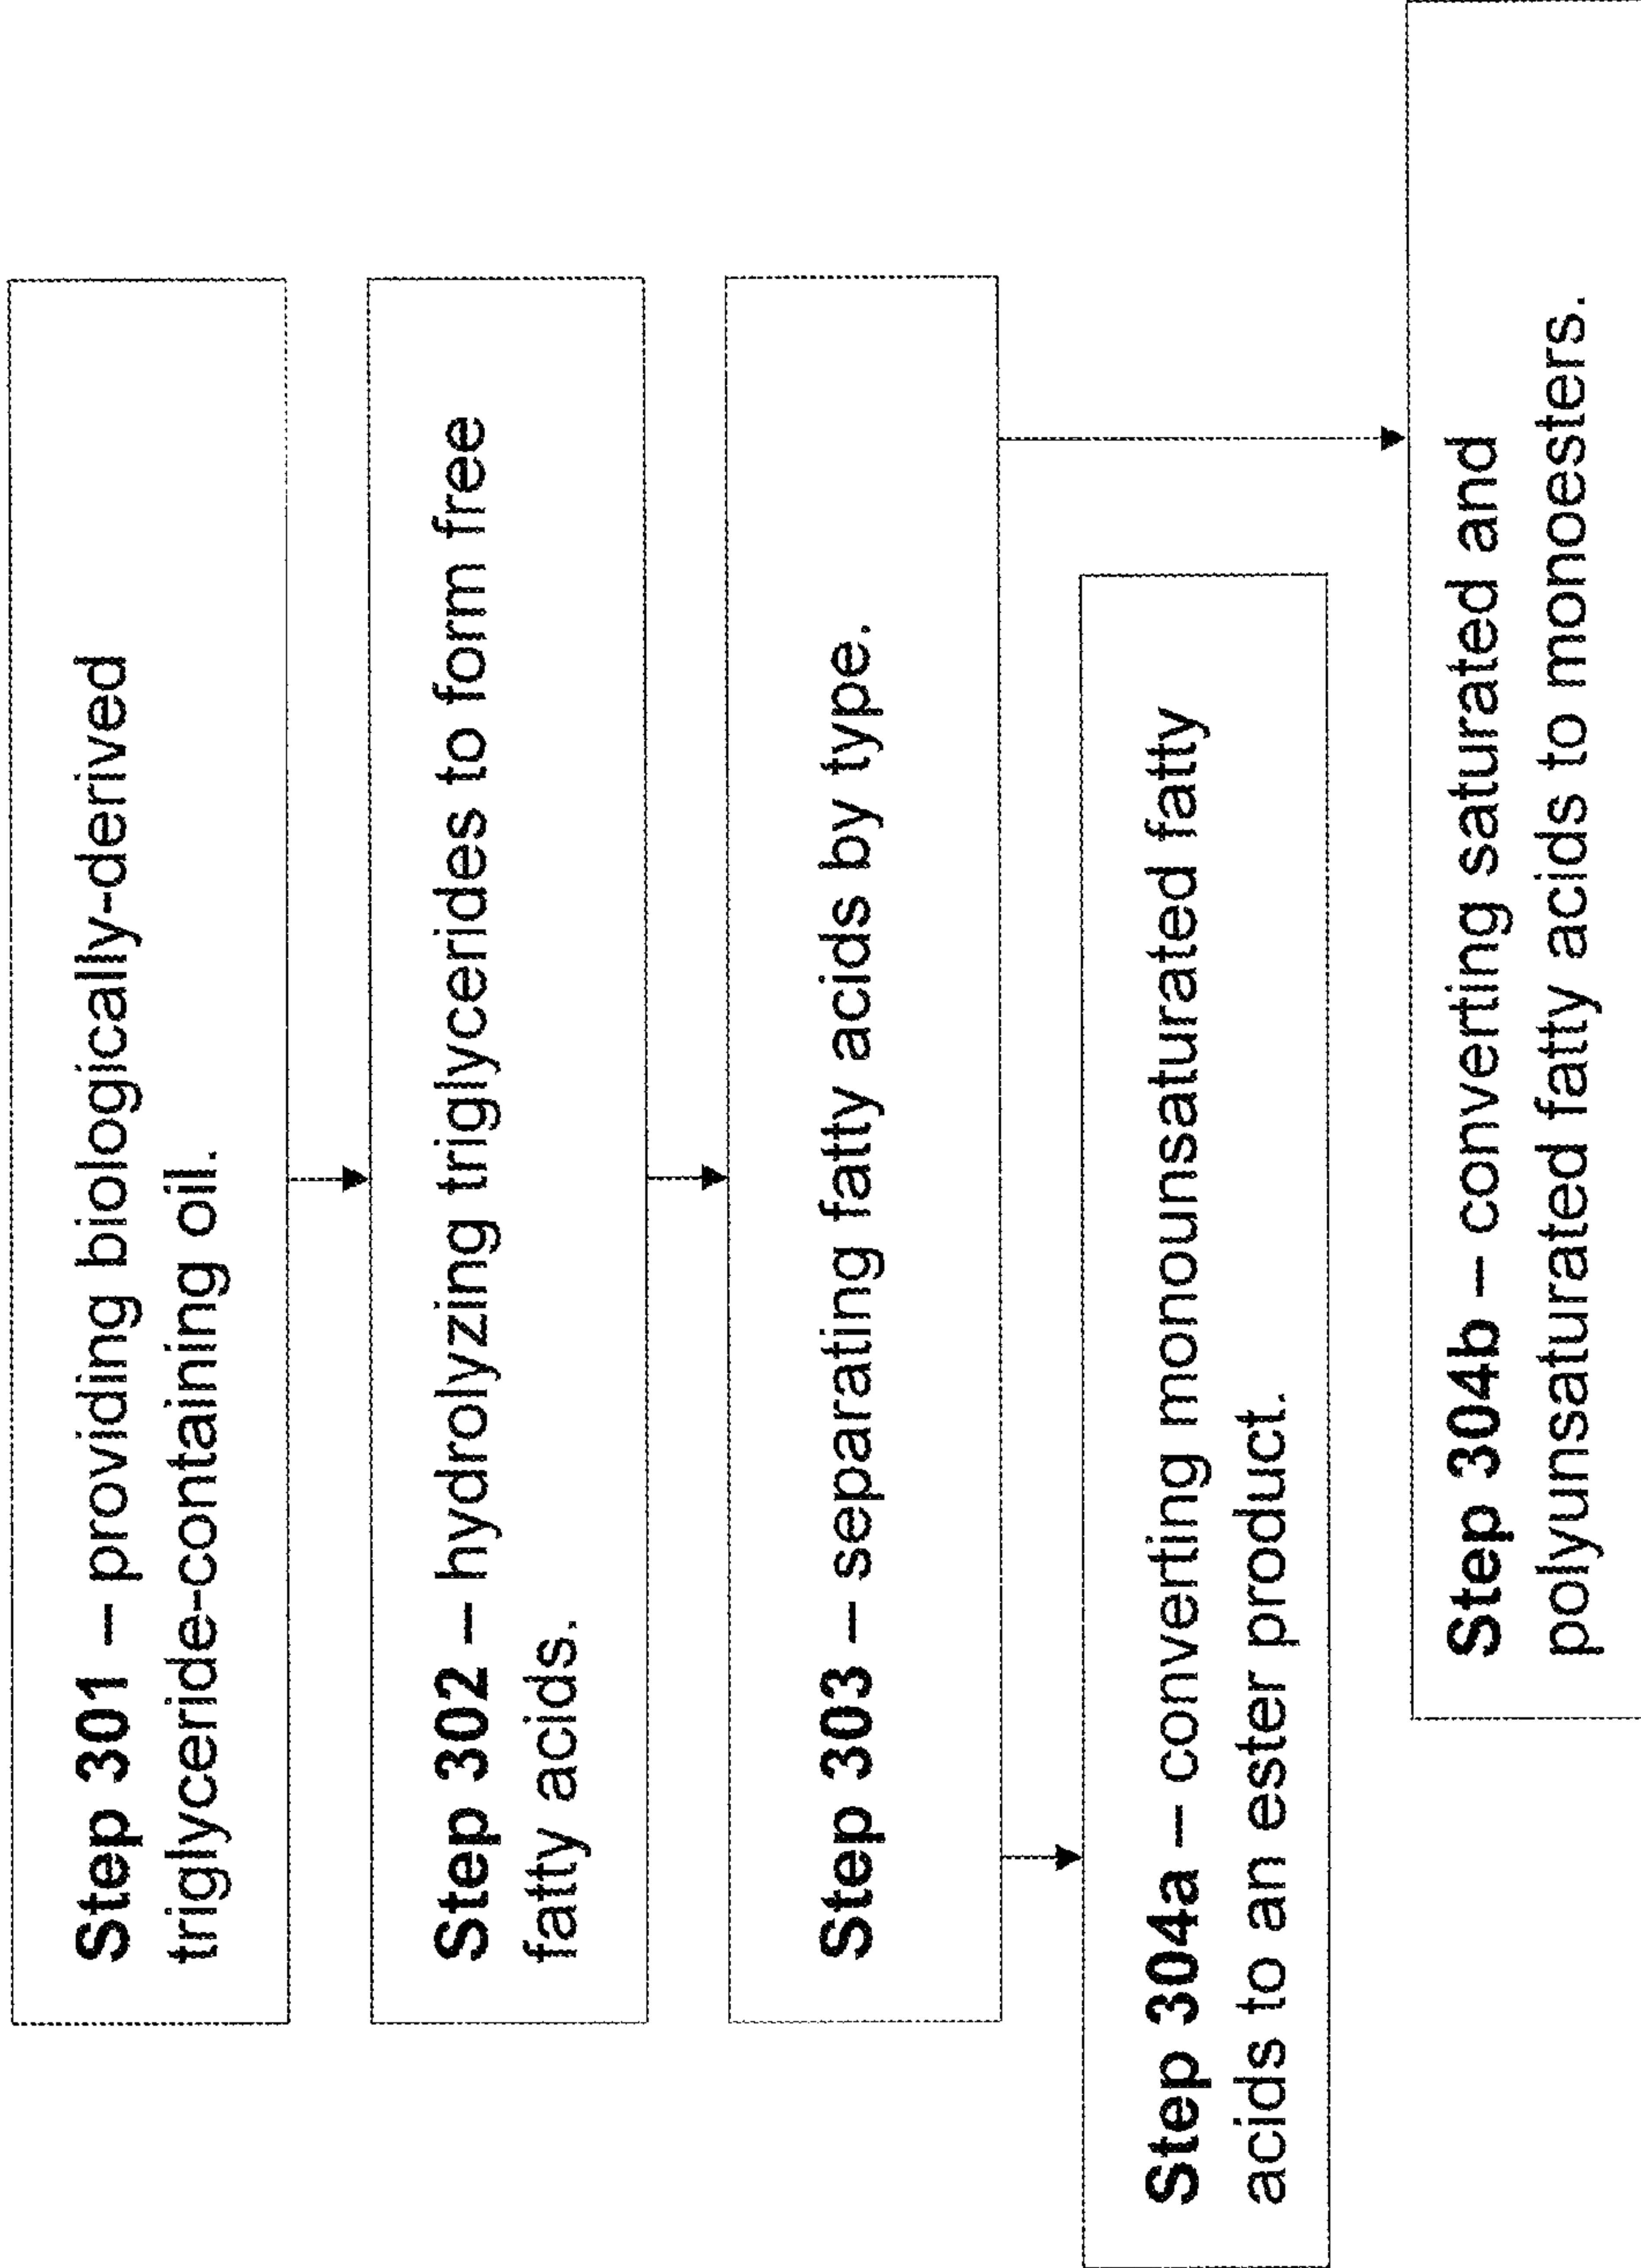 Step 301 – providing biologically-derived
triglyceride-containing oil.
Step 302 – hydrolyzing triglycerides to form free
fatty acids.
Step 303 – separating fatty acids by type.
Step 304a – converting monounsaturated fatty
acids to an ester product.
Step 304b – converting saturated and
polyunsaturated fatty acids to monoesters.